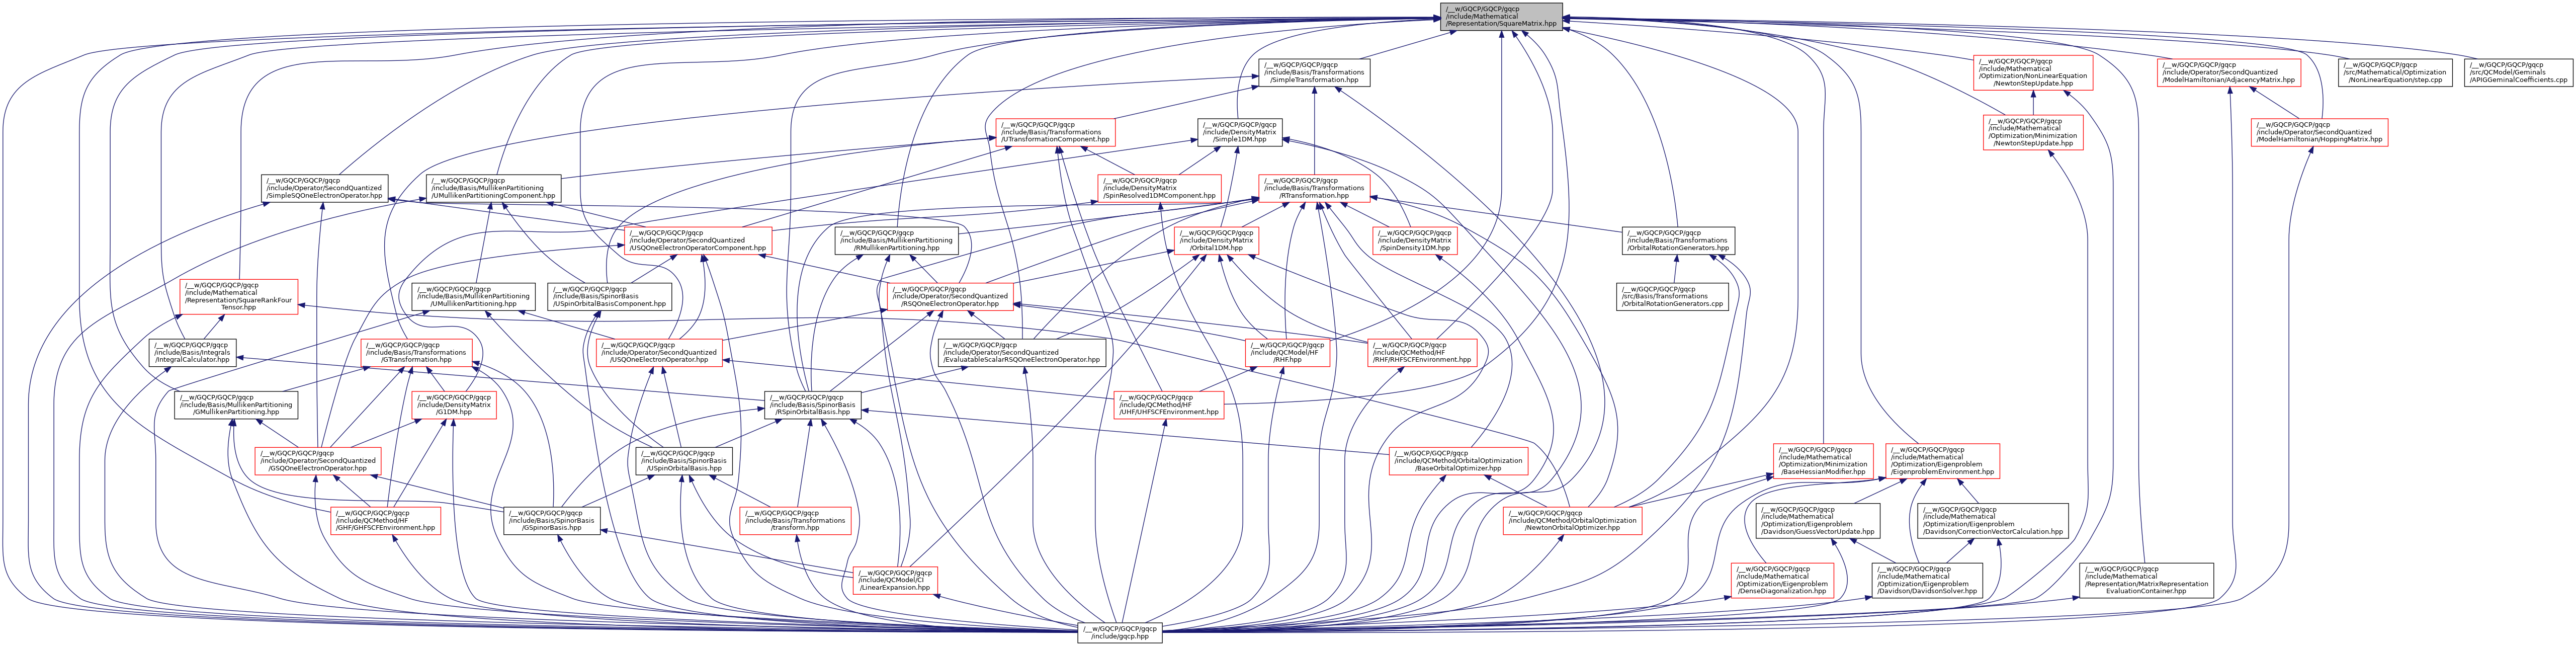 /__w/GQCP/GQCP/gqcp
/include/Mathematical
/Representation/SquareMatrix.hpp
/__w/GQCP/GQCP/gqcp
/include/Basis/Transformations
/SimpleTransformation.hpp
/__w/GQCP/GQCP/gqcp
/include/Mathematical
/Optimization/NonLinearEquation
/NewtonStepUpdate.hpp
/__w/GQCP/GQCP/gqcp
/include/Operator/SecondQuantized
/ModelHamiltonian/AdjacencyMatrix.hpp
/__w/GQCP/GQCP/gqcp
/src/Mathematical/Optimization
/NonLinearEquation/step.cpp
/__w/GQCP/GQCP/gqcp
/src/QCModel/Geminals
/APIGGeminalCoefficients.cpp
/__w/GQCP/GQCP/gqcp
/include/Basis/Transformations
/UTransformationComponent.hpp
/__w/GQCP/GQCP/gqcp
/include/DensityMatrix
/Simple1DM.hpp
/__w/GQCP/GQCP/gqcp
/include/Mathematical
/Optimization/Minimization
/NewtonStepUpdate.hpp
/__w/GQCP/GQCP/gqcp
/include/Operator/SecondQuantized
/ModelHamiltonian/HoppingMatrix.hpp
/__w/GQCP/GQCP/gqcp
/include/Operator/SecondQuantized
/SimpleSQOneElectronOperator.hpp
/__w/GQCP/GQCP/gqcp
/include/Basis/MullikenPartitioning
/UMullikenPartitioningComponent.hpp
/__w/GQCP/GQCP/gqcp
/include/DensityMatrix
/SpinResolved1DMComponent.hpp
/__w/GQCP/GQCP/gqcp
/include/Basis/Transformations
/RTransformation.hpp
/__w/GQCP/GQCP/gqcp
/include/Operator/SecondQuantized
/USQOneElectronOperatorComponent.hpp
/__w/GQCP/GQCP/gqcp
/include/Basis/MullikenPartitioning
/RMullikenPartitioning.hpp
/__w/GQCP/GQCP/gqcp
/include/DensityMatrix
/Orbital1DM.hpp
/__w/GQCP/GQCP/gqcp
/include/DensityMatrix
/SpinDensity1DM.hpp
/__w/GQCP/GQCP/gqcp
/include/Basis/Transformations
/OrbitalRotationGenerators.hpp
/__w/GQCP/GQCP/gqcp
/include/Mathematical
/Representation/SquareRankFour
Tensor.hpp
/__w/GQCP/GQCP/gqcp
/include/Basis/MullikenPartitioning
/UMullikenPartitioning.hpp
/__w/GQCP/GQCP/gqcp
/include/Basis/SpinorBasis
/USpinOrbitalBasisComponent.hpp
/__w/GQCP/GQCP/gqcp
/include/Operator/SecondQuantized
/RSQOneElectronOperator.hpp
/__w/GQCP/GQCP/gqcp
/src/Basis/Transformations
/OrbitalRotationGenerators.cpp
/__w/GQCP/GQCP/gqcp
/include/Basis/Integrals
/IntegralCalculator.hpp
/__w/GQCP/GQCP/gqcp
/include/Basis/Transformations
/GTransformation.hpp
/__w/GQCP/GQCP/gqcp
/include/Operator/SecondQuantized
/USQOneElectronOperator.hpp
/__w/GQCP/GQCP/gqcp
/include/Operator/SecondQuantized
/EvaluatableScalarRSQOneElectronOperator.hpp
/__w/GQCP/GQCP/gqcp
/include/QCModel/HF
/RHF.hpp
/__w/GQCP/GQCP/gqcp
/include/QCMethod/HF
/RHF/RHFSCFEnvironment.hpp
/__w/GQCP/GQCP/gqcp
/include/Basis/MullikenPartitioning
/GMullikenPartitioning.hpp
/__w/GQCP/GQCP/gqcp
/include/DensityMatrix
/G1DM.hpp
/__w/GQCP/GQCP/gqcp
/include/Basis/SpinorBasis
/RSpinOrbitalBasis.hpp
/__w/GQCP/GQCP/gqcp
/include/QCMethod/HF
/UHF/UHFSCFEnvironment.hpp
/__w/GQCP/GQCP/gqcp
/include/Operator/SecondQuantized
/GSQOneElectronOperator.hpp
/__w/GQCP/GQCP/gqcp
/include/Basis/SpinorBasis
/USpinOrbitalBasis.hpp
/__w/GQCP/GQCP/gqcp
/include/QCMethod/OrbitalOptimization
/BaseOrbitalOptimizer.hpp
/__w/GQCP/GQCP/gqcp
/include/Mathematical
/Optimization/Minimization
/BaseHessianModifier.hpp
/__w/GQCP/GQCP/gqcp
/include/Mathematical
/Optimization/Eigenproblem
/EigenproblemEnvironment.hpp
/__w/GQCP/GQCP/gqcp
/include/QCMethod/HF
/GHF/GHFSCFEnvironment.hpp
/__w/GQCP/GQCP/gqcp
/include/Basis/SpinorBasis
/GSpinorBasis.hpp
/__w/GQCP/GQCP/gqcp
/include/Basis/Transformations
/transform.hpp
/__w/GQCP/GQCP/gqcp
/include/QCMethod/OrbitalOptimization
/NewtonOrbitalOptimizer.hpp
/__w/GQCP/GQCP/gqcp
/include/Mathematical
/Optimization/Eigenproblem
/Davidson/GuessVectorUpdate.hpp
/__w/GQCP/GQCP/gqcp
/include/Mathematical
/Optimization/Eigenproblem
/Davidson/CorrectionVectorCalculation.hpp
/__w/GQCP/GQCP/gqcp
/include/QCModel/CI
/LinearExpansion.hpp
/__w/GQCP/GQCP/gqcp
/include/Mathematical
/Optimization/Eigenproblem
/DenseDiagonalization.hpp
/__w/GQCP/GQCP/gqcp
/include/Mathematical
/Optimization/Eigenproblem
/Davidson/DavidsonSolver.hpp
/__w/GQCP/GQCP/gqcp
/include/Mathematical
/Representation/MatrixRepresentation
EvaluationContainer.hpp
/__w/GQCP/GQCP/gqcp
/include/gqcp.hpp